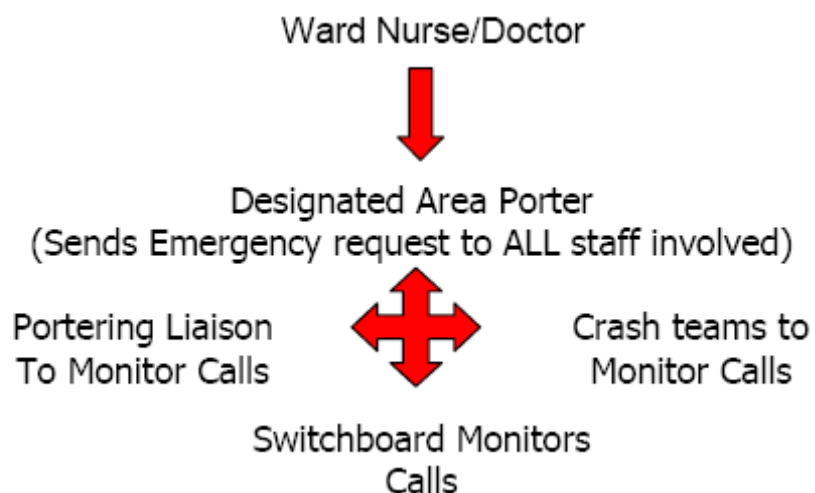 Ward Nurse/Doctor
Designated Area Porter
(Sends Emergency request to ALL staff involved)
Portering Liaison
To Monitor Calls
Crash teams to
Monitor Calls
Switchboard Monitors
Calls